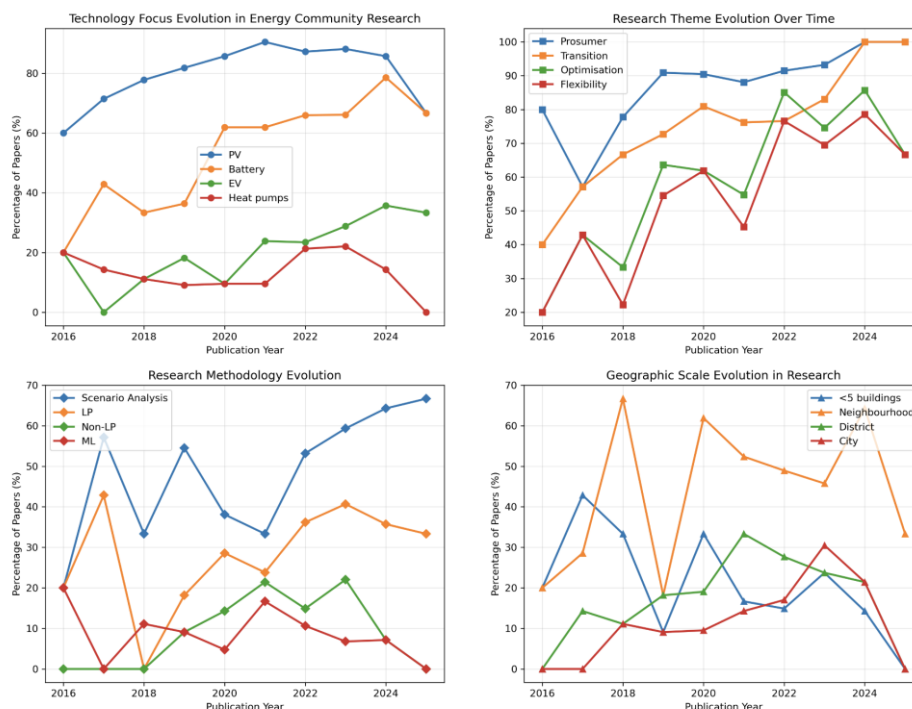 Technology Focus Evolution in Energy Community Research
Percentage of Papers (%)
80
60
40
20
0
PV
Battery
EV
Heat pumps
2016
2018
2020
2022
2024
Publication Year
Research Theme Evolution Over Time
Percentage of Papers (%)
100
90
80
70
60
50
40
30
20
Prosumer
Transition
Optimisation
Flexibility
2016
2018
2020
2022
2024
Publication Year
Research Methodology Evolution
Percentage of Papers (%)
70
60
50
40
30
20
10
0
Scenario Analysis
LP
Non-LP
ML
2016
2018
2020
2022
2024
Publication Year
Geographic Scale Evolution in Research
Percentage of Papers (%)
70
60
50
40
30
20
10
0
<5 buildings
Neighbourhood
District
City
2016
2018
2020
2022
2024
Publication Year